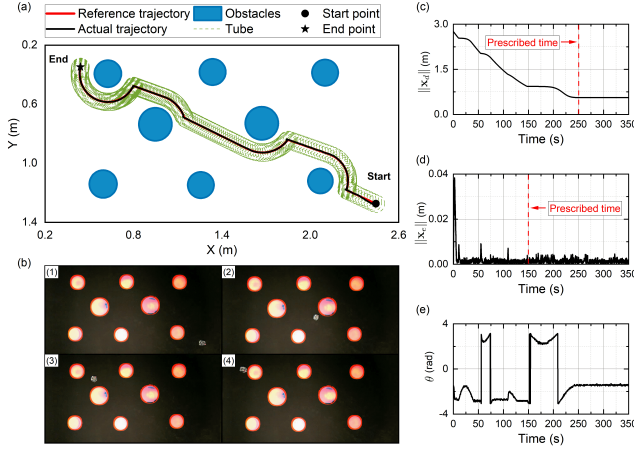 (a)
Reference trajectory Obstacles Start point
Actual trajectory Tube End point
0.2
0.6
1.0
1.4
Y (m)
End
Start
0.2 0.8 1.4 2.0 2.6
X (m)
(b)
(1) (2)
(3) (4)
(c)
3.0
1.5
0.0
||x_d|| (m)
Prescribed time
0 50 100 150 200 250 300 350
Time (s)
(d)
0.04
0.02
0.00
||x_e|| (m)
Prescribed time
0 50 100 150 200 250 300 350
Time (s)
(e)
4
0
-4
θ (rad)
0 50 100 150 200 250 300 350
Time (s)